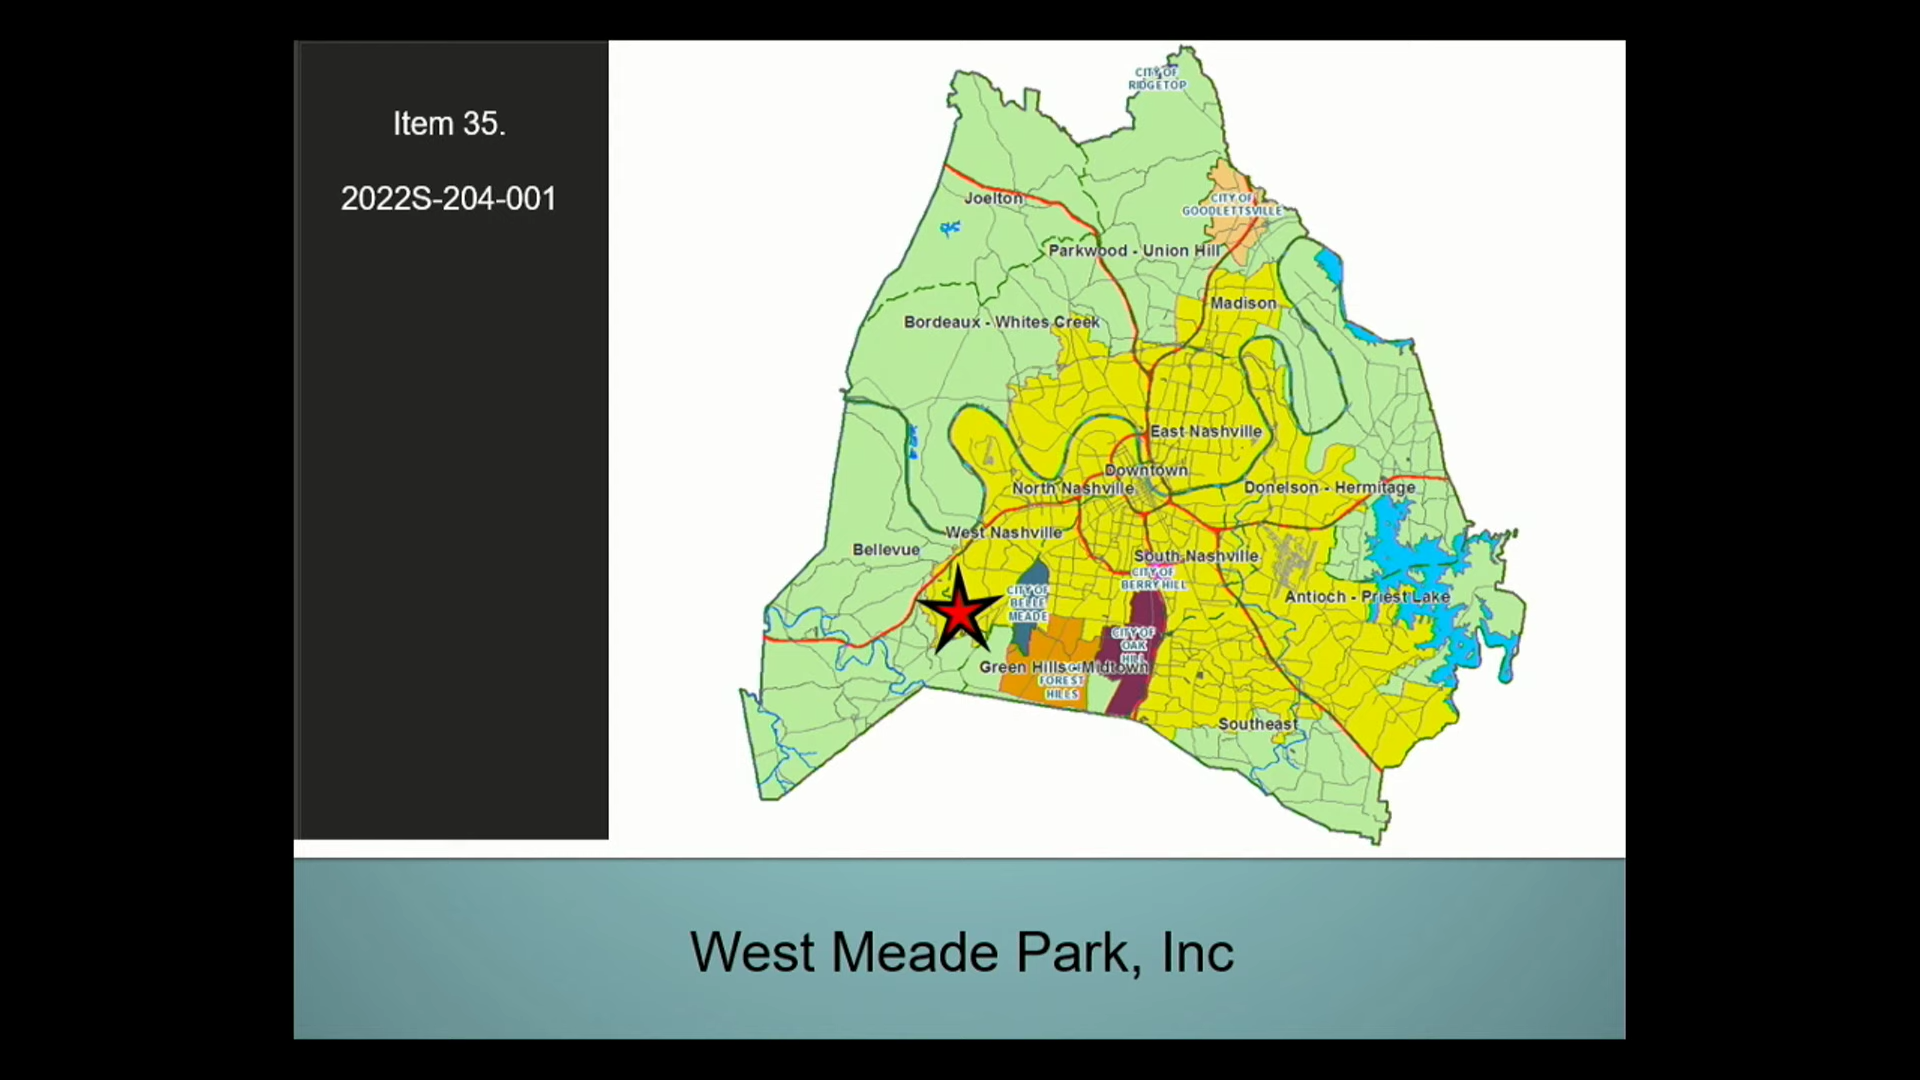 Item 35.
2022S-204-001
CITY OF
RIDGETOP
Joelton
CITY OF
GOODLETTSVILLE
Parkwood - Union Hill
Madison
Bordeaux - Whites Creek
East Nashville
Downtown
North Nashville
Donelson - Hermitage
West Nashville
Bellevue
South Nashville
CITY OF
BERRY HILL
CITY OF
BELLE
MEADE
Antioch - Priest Lake
CITY OF
OAK
HILL
Green Hills - Midtown
FOREST
HILLS
Southeast
West Meade Park, Inc